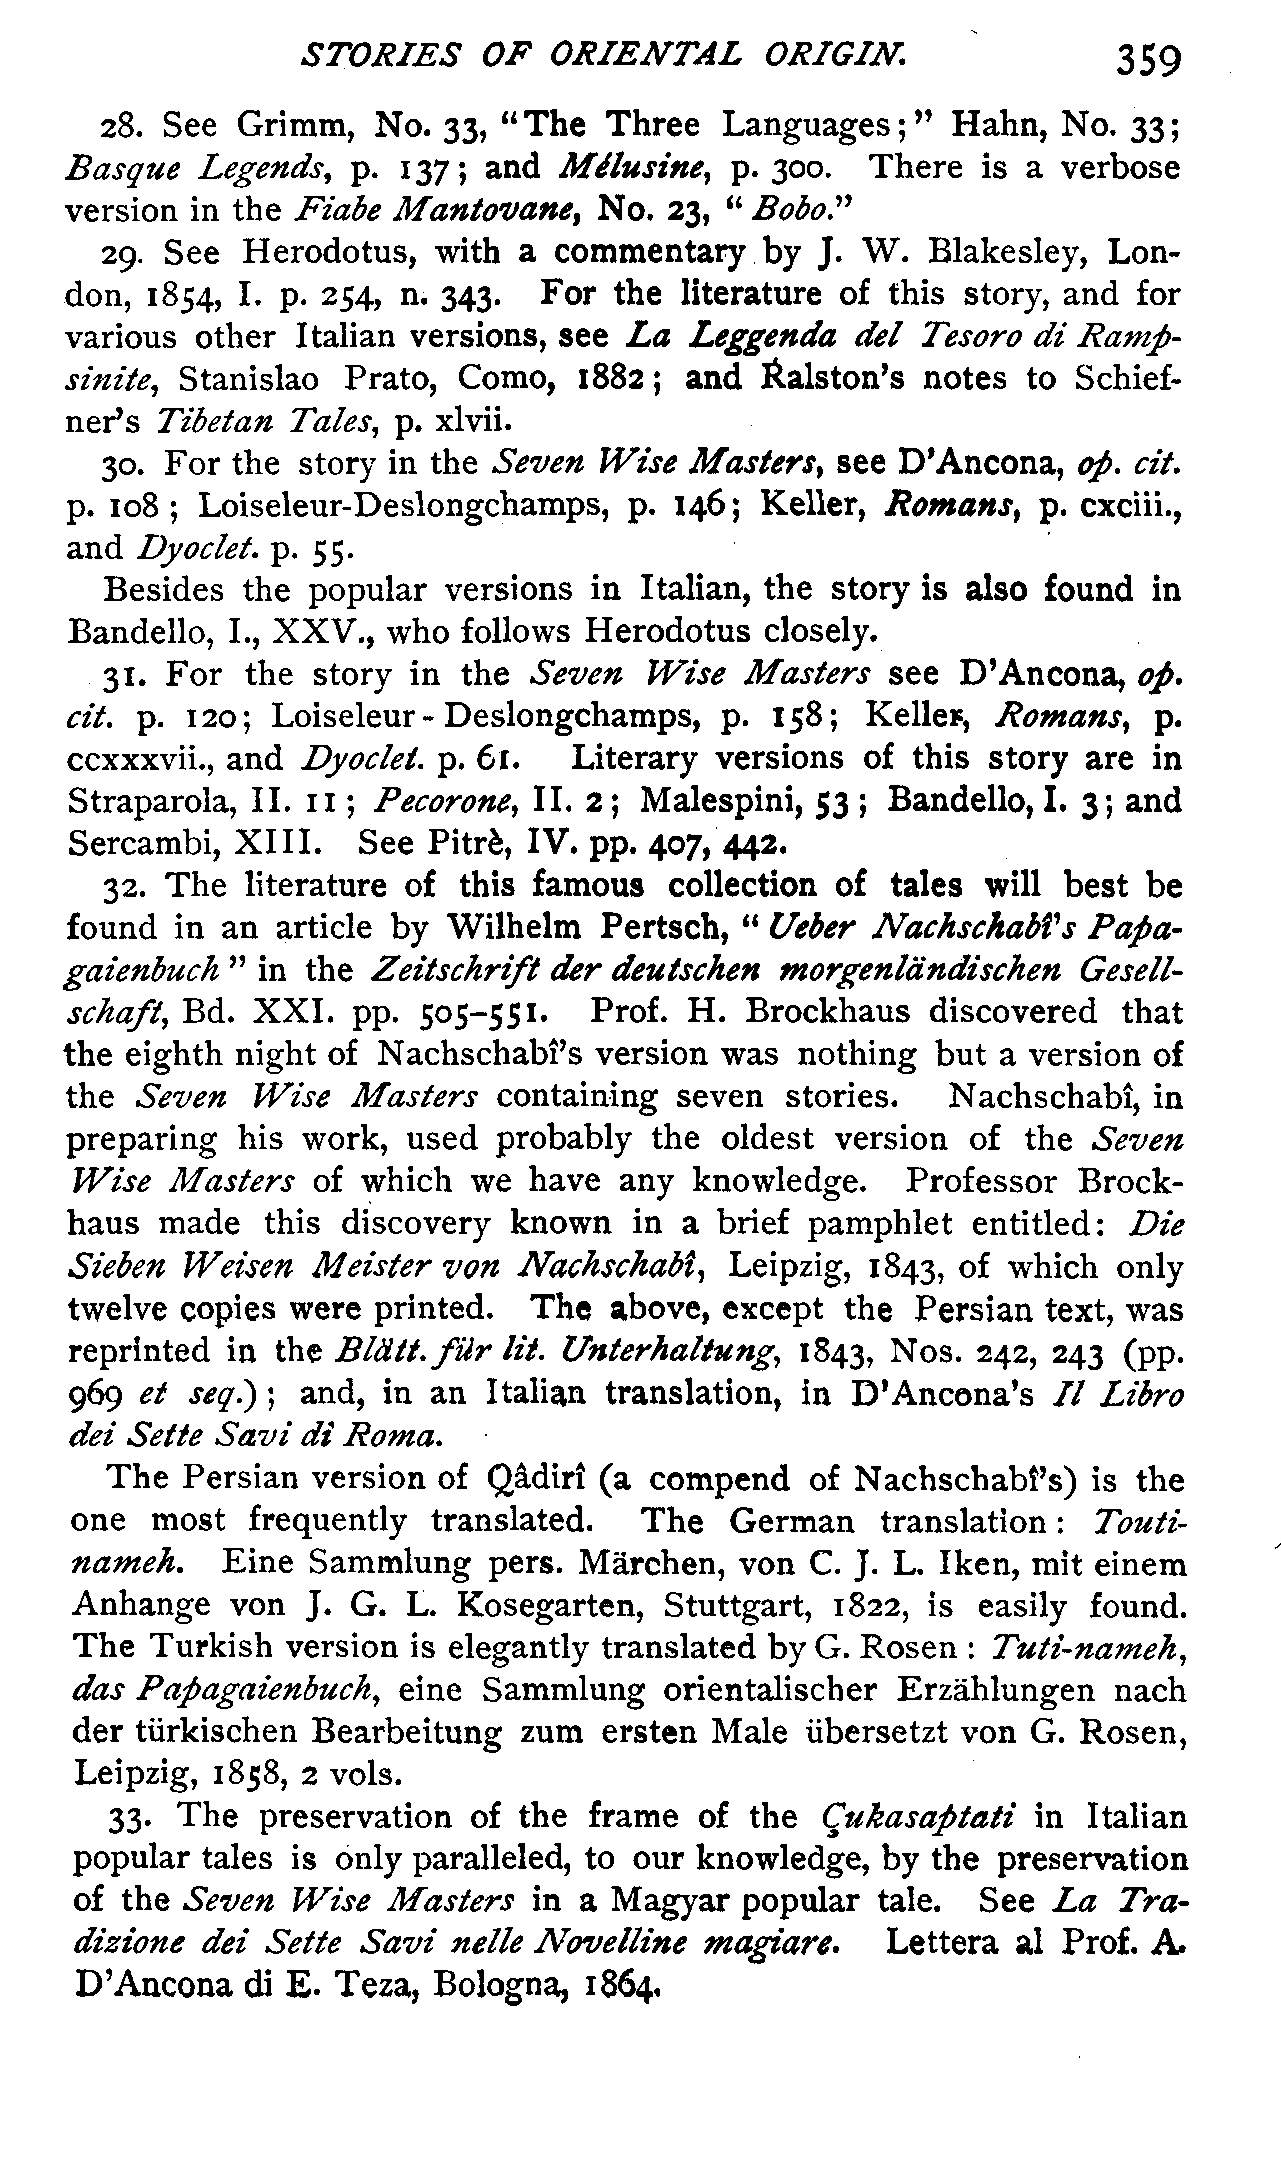 STORIES OF ORIENTAL ORIGIN. 359
28. See Grimm, No. 33, “The Three Languages;” Hahn, No. 33;
Basque Legends, p. 137; and Mélusine, p. 300. There is a verbose
version in the Fiabe Mantovane, No. 23, “Bobo.”
29. See Herodotus, with a commentary by J. W. Blakesley, Lon-
don, 1854, I. p. 254, n. 343. For the literature of this story, and for
various other Italian versions, see La Leggenda del Tesoro di Ramp-
sinite, Stanislao Prato, Como, 1882; and Ralston's notes to Schief-
ner's Tibetan Tales, p. xlvii.
30. For the story in the Seven Wise Masters, see D'Ancona, op. cit.
p. 108; Loiseleur-Deslongchamps, p. 146; Keller, Romans, p. cxciii.,
and Dyoclet. p. 55.
Besides the popular versions in Italian, the story is also found in
Bandello, I., XXV., who follows Herodotus closely.
31. For the story in the Seven Wise Masters see D'Ancona, op.
cit. p. 120; Loiseleur-Deslongchamps, p. 158; Keller, Romans, p.
ccxxxvii., and Dyoclet. p. 61. Literary versions of this story are in
Straparola, II. 11; Pecorone, II. 2; Malespini, 53; Bandello, I. 3; and
Sercambi, XIII. See Pitrè, IV. pp. 407, 442.
32. The literature of this famous collection of tales will best be
found in an article by Wilhelm Pertsch, “Ueber Nachschabî's Papa-
gaienbuch” in the Zeitschrift der deutschen morgenländischen Gesell-
schaft, Bd. XXI. pp. 505–551. Prof. H. Brockhaus discovered that
the eighth night of Nachschabî's version was nothing but a version of
the Seven Wise Masters containing seven stories. Nachschabî, in
preparing his work, used probably the oldest version of the Seven
Wise Masters of which we have any knowledge. Professor Brock-
haus made this discovery known in a brief pamphlet entitled: Die
Sieben Weisen Meister von Nachschabî, Leipzig, 1843, of which only
twelve copies were printed. The above, except the Persian text, was
reprinted in the Blätt. für lit. Unterhaltung, 1843, Nos. 242, 243 (pp.
969 et seq.); and, in an Italian translation, in D'Ancona's Il Libro
dei Sette Savi di Roma.
The Persian version of Qâdirî (a compend of Nachschabî's) is the
one most frequently translated. The German translation: Touti-
nameh. Eine Sammlung pers. Märchen, von C. J. L. Iken, mit einem
Anhange von J. G. L. Kosegarten, Stuttgart, 1822, is easily found.
The Turkish version is elegantly translated by G. Rosen: Tuti-nameh,
das Papagaienbuch, eine Sammlung orientalischer Erzählungen nach
der türkischen Bearbeitung zum ersten Male übersetzt von G. Rosen,
Leipzig, 1858, 2 vols.
33. The preservation of the frame of the Çukasaptati in Italian
popular tales is only paralleled, to our knowledge, by the preservation
of the Seven Wise Masters in a Magyar popular tale. See La Tra-
dizione dei Sette Savi nelle Novelline magiare. Lettera al Prof. A.
D'Ancona di E. Teza, Bologna, 1864.